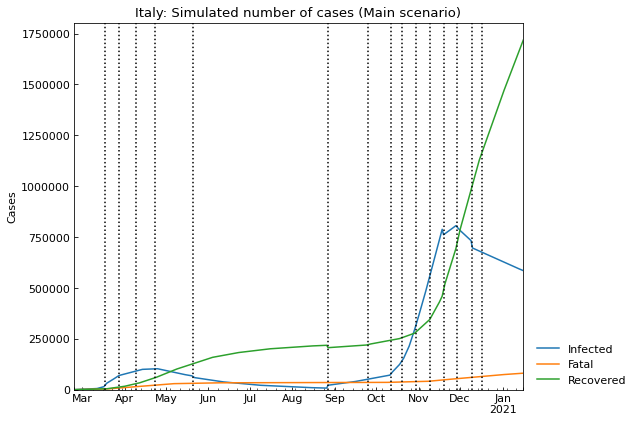 Italy: Simulated number of cases (Main scenario)
1750000
1500000
1250000
1000000
750000
500000
250000
0
Cases
Mar Apr May Jun Jul Aug Sep Oct Nov Dec Jan
2021
Infected
Fatal
Recovered